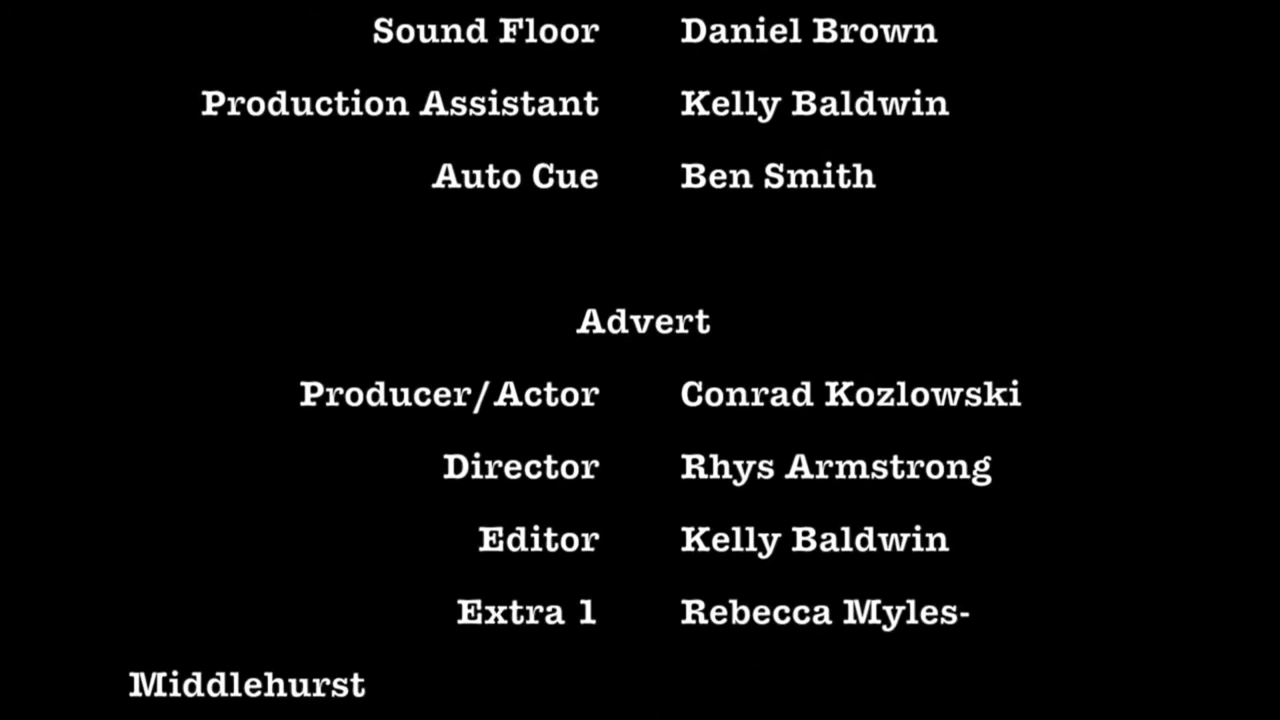 Sound Floor Daniel Brown
Production Assistant Kelly Baldwin
Auto Cue Ben Smith
Advert
Producer/Actor Conrad Kozlowski
Director Rhys Armstrong
Editor Kelly Baldwin
Extra 1 Rebecca Myles-
Middlehurst